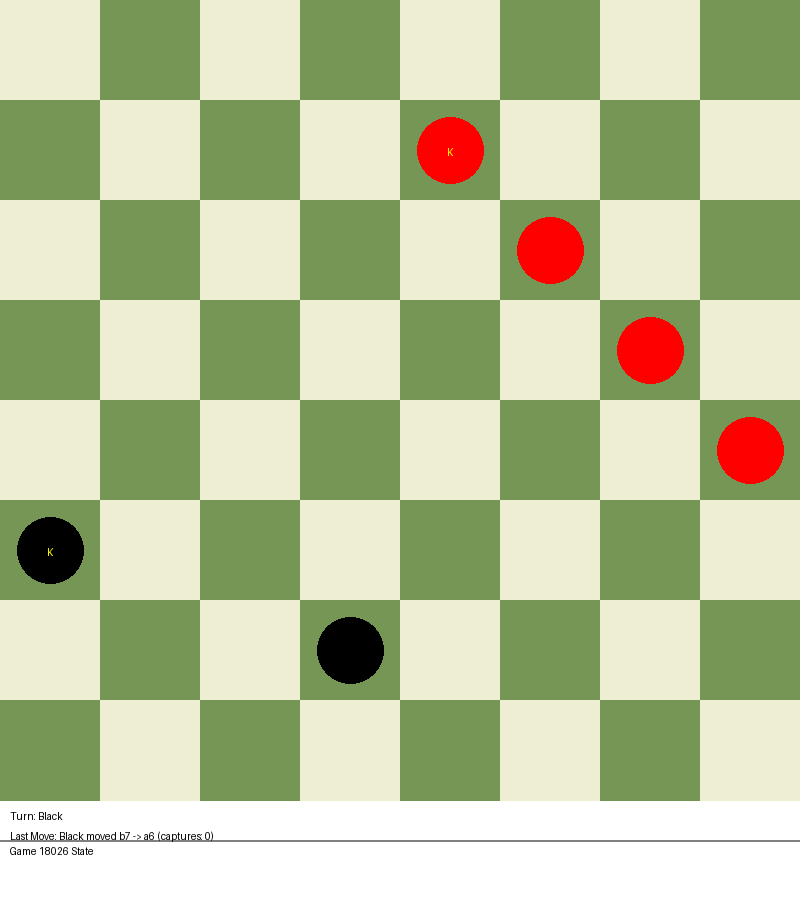 K
K
Turn: Black
Last Move: Black moved b7 -> a6 (captures: 0)
Game 18026 State